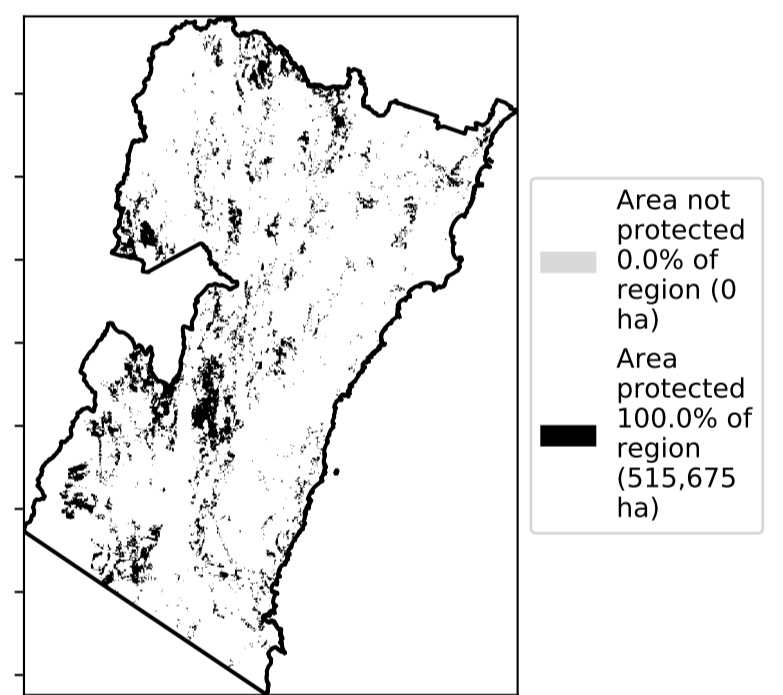 Area not
protected
0.0% of
region (0
ha)
Area
protected
100.0% of
region
(515,675
ha)